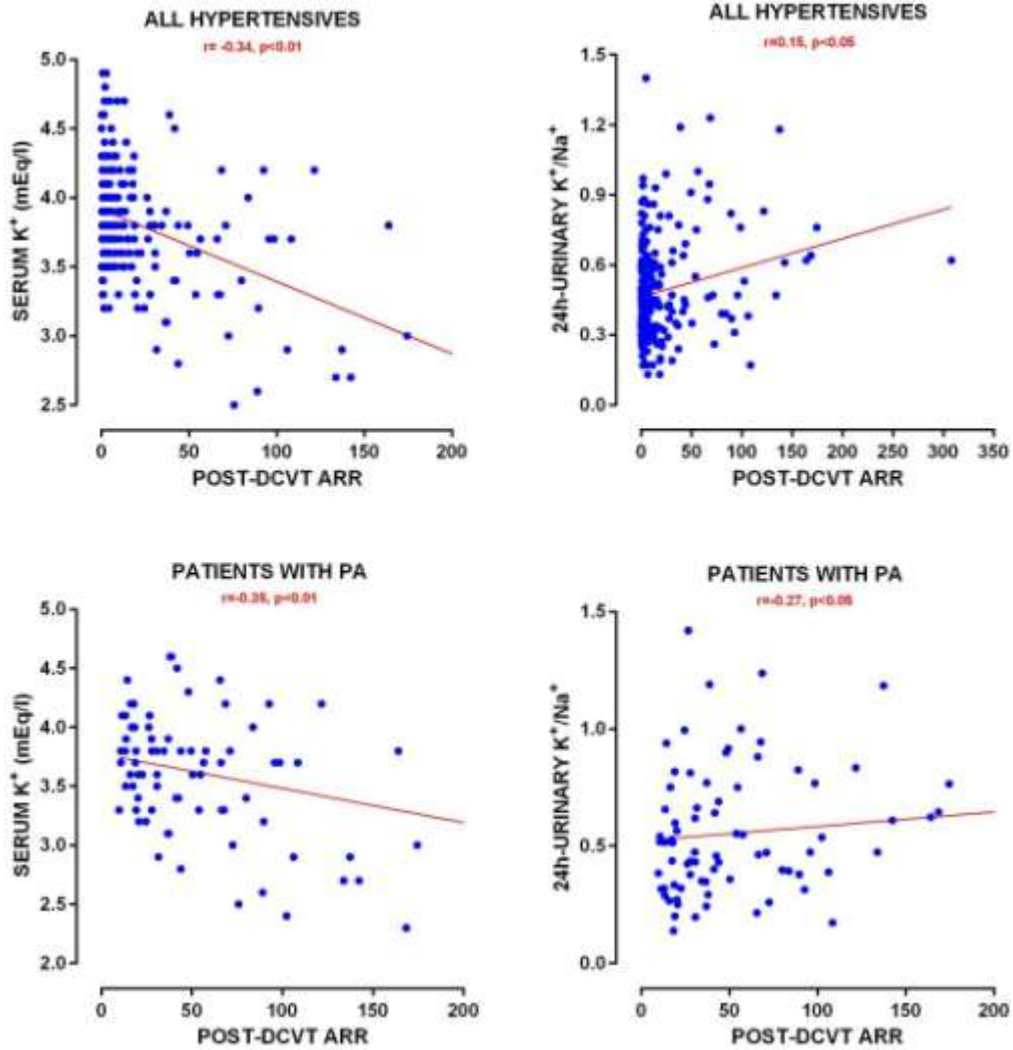 ALL HYPERTENSIVES
r= -0.34, p<0.01
5.0
4.5
4.0
3.5
3.0
2.5
SERUM K⁺ (mEq/l)
0 50 100 150 200
POST-DCVT ARR
ALL HYPERTENSIVES
r=0.15, p<0.05
1.5
1.2
0.9
0.6
0.3
0.0
24h-URINARY K⁺/Na⁺
0 50 100 150 200 250 300 350
POST-DCVT ARR
PATIENTS WITH PA
r=-0.35, p<0.01
5.0
4.5
4.0
3.5
3.0
2.5
2.0
SERUM K⁺ (mEq/l)
0 50 100 150 200
POST-DCVT ARR
PATIENTS WITH PA
r=-0.27, p<0.05
1.5
1.0
0.5
0.0
24h-URINARY K⁺/Na⁺
0 50 100 150 200
POST-DCVT ARR